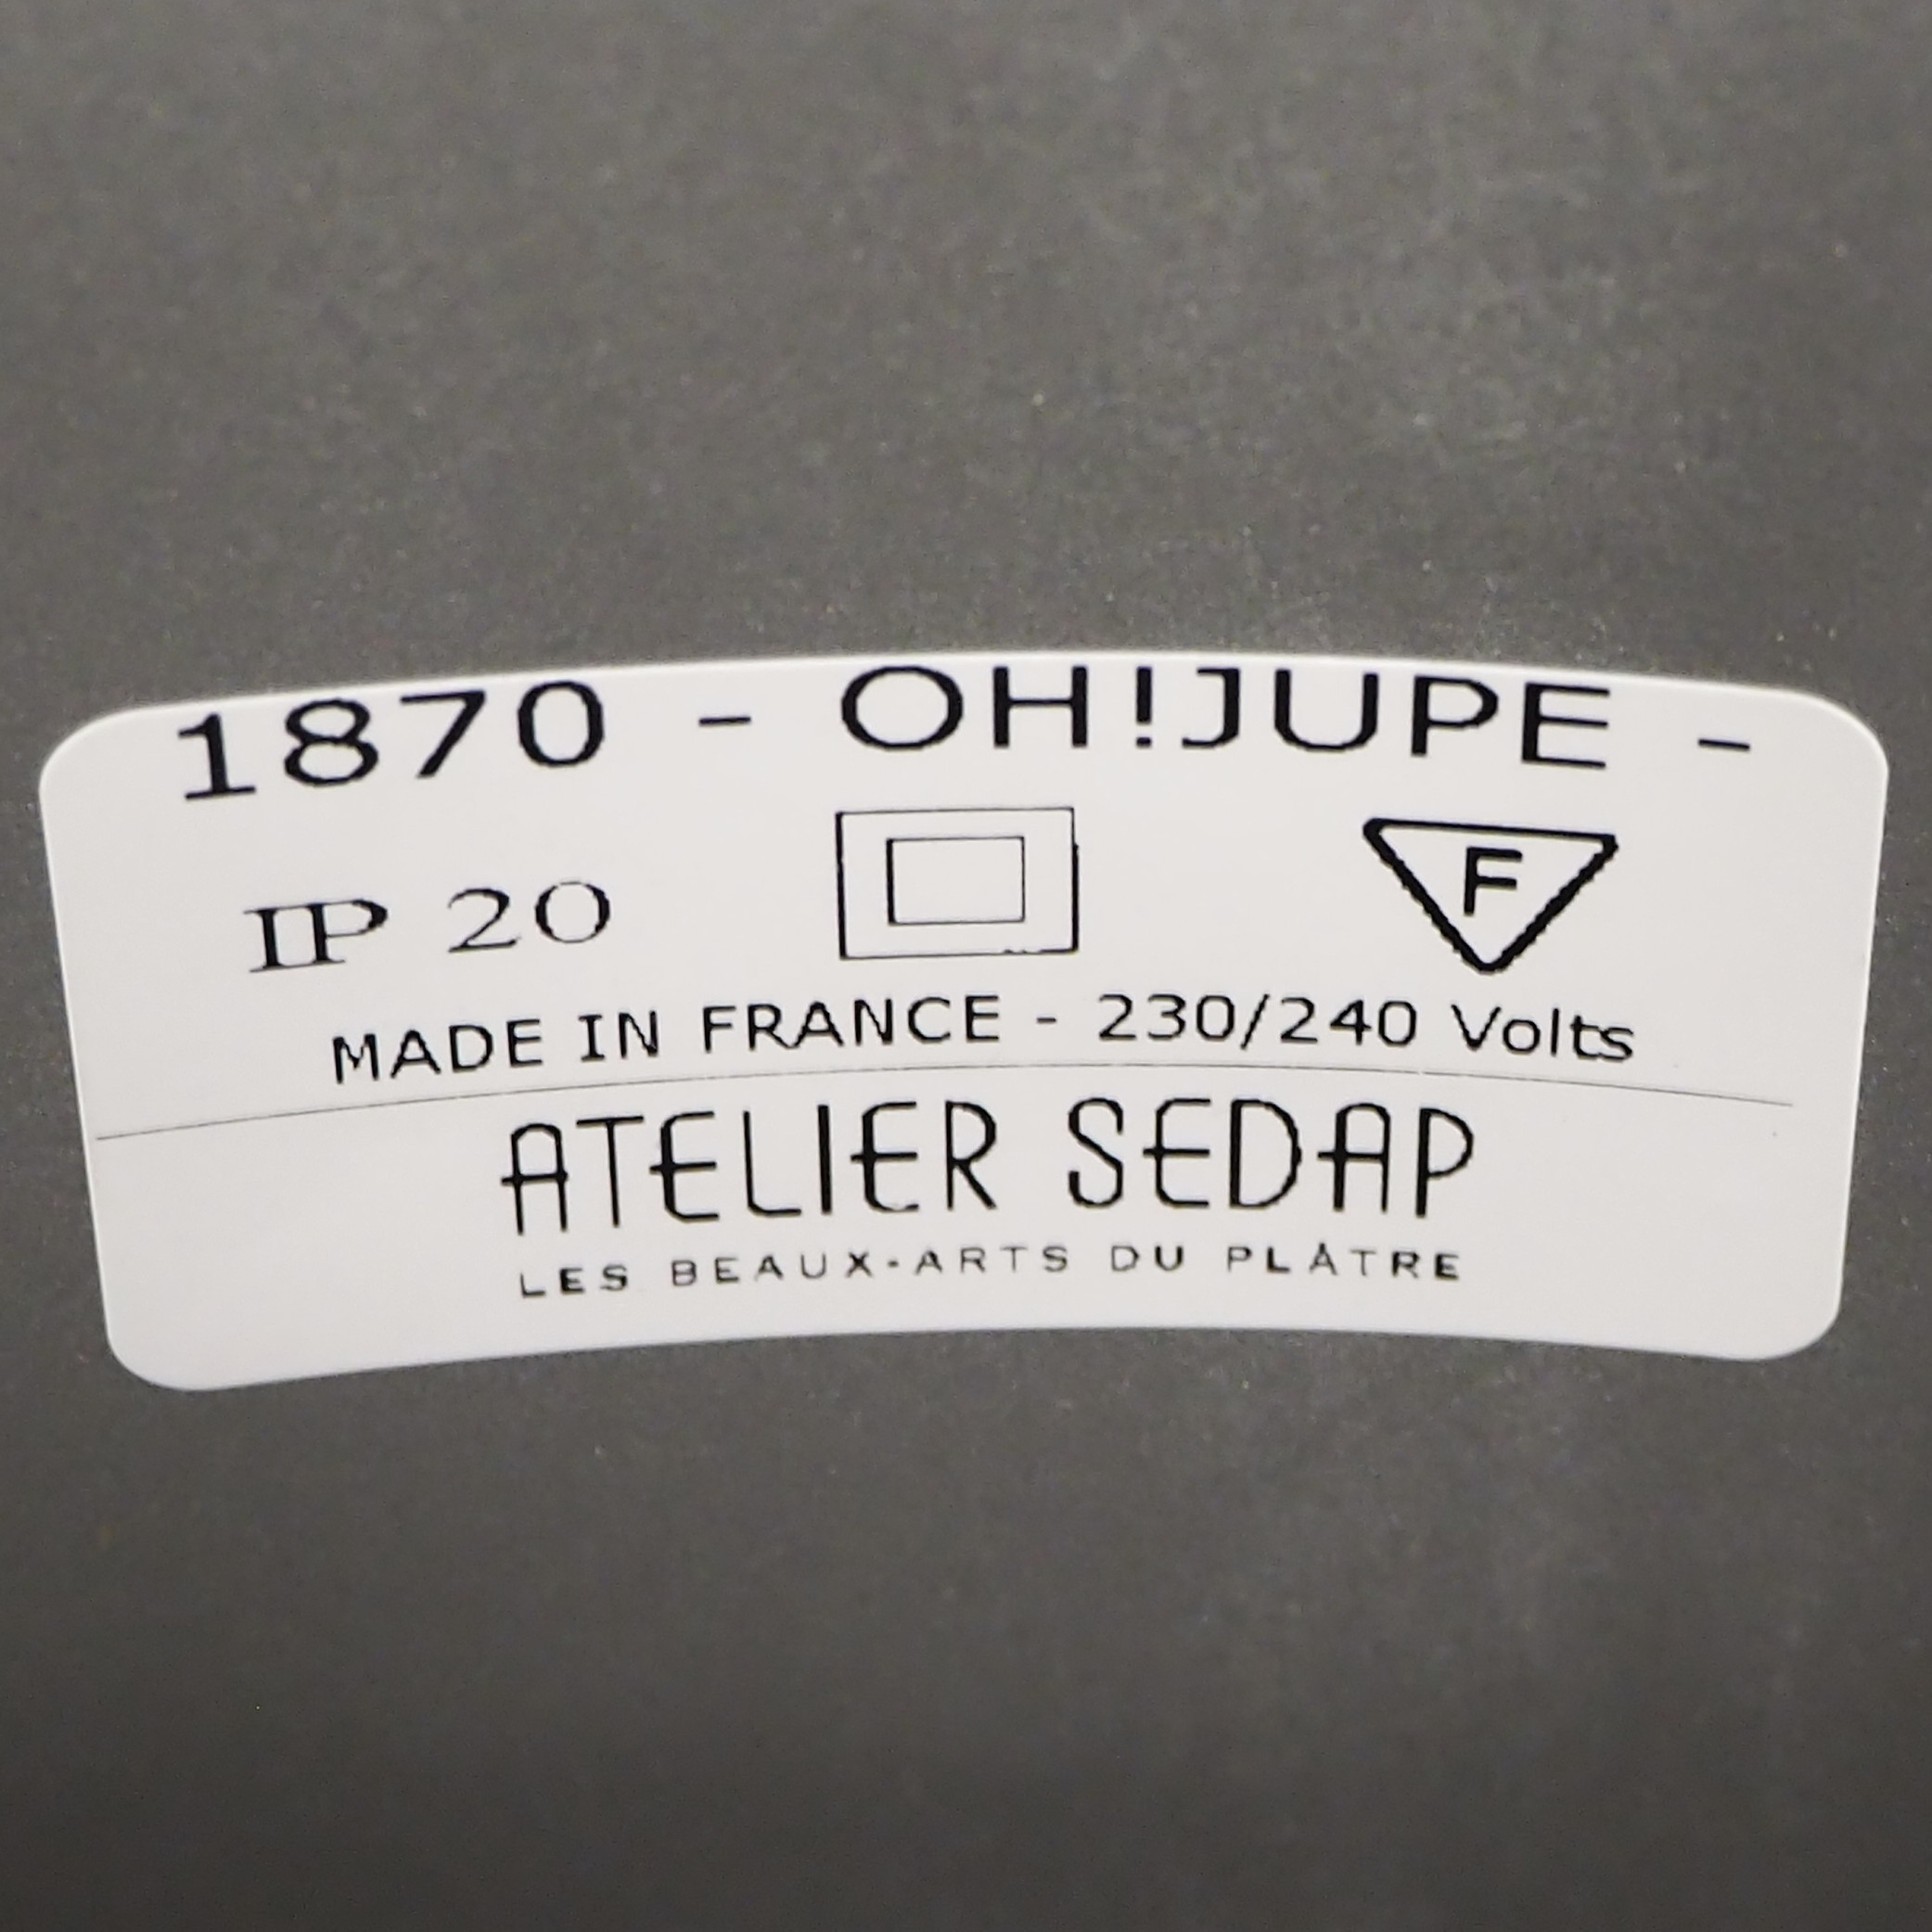 1870 - OH!JUPE -
IP 20
F
MADE IN FRANCE - 230/240 Volts
ATELIER SEDAP
LES BEAUX-ARTS DU PLÂTRE